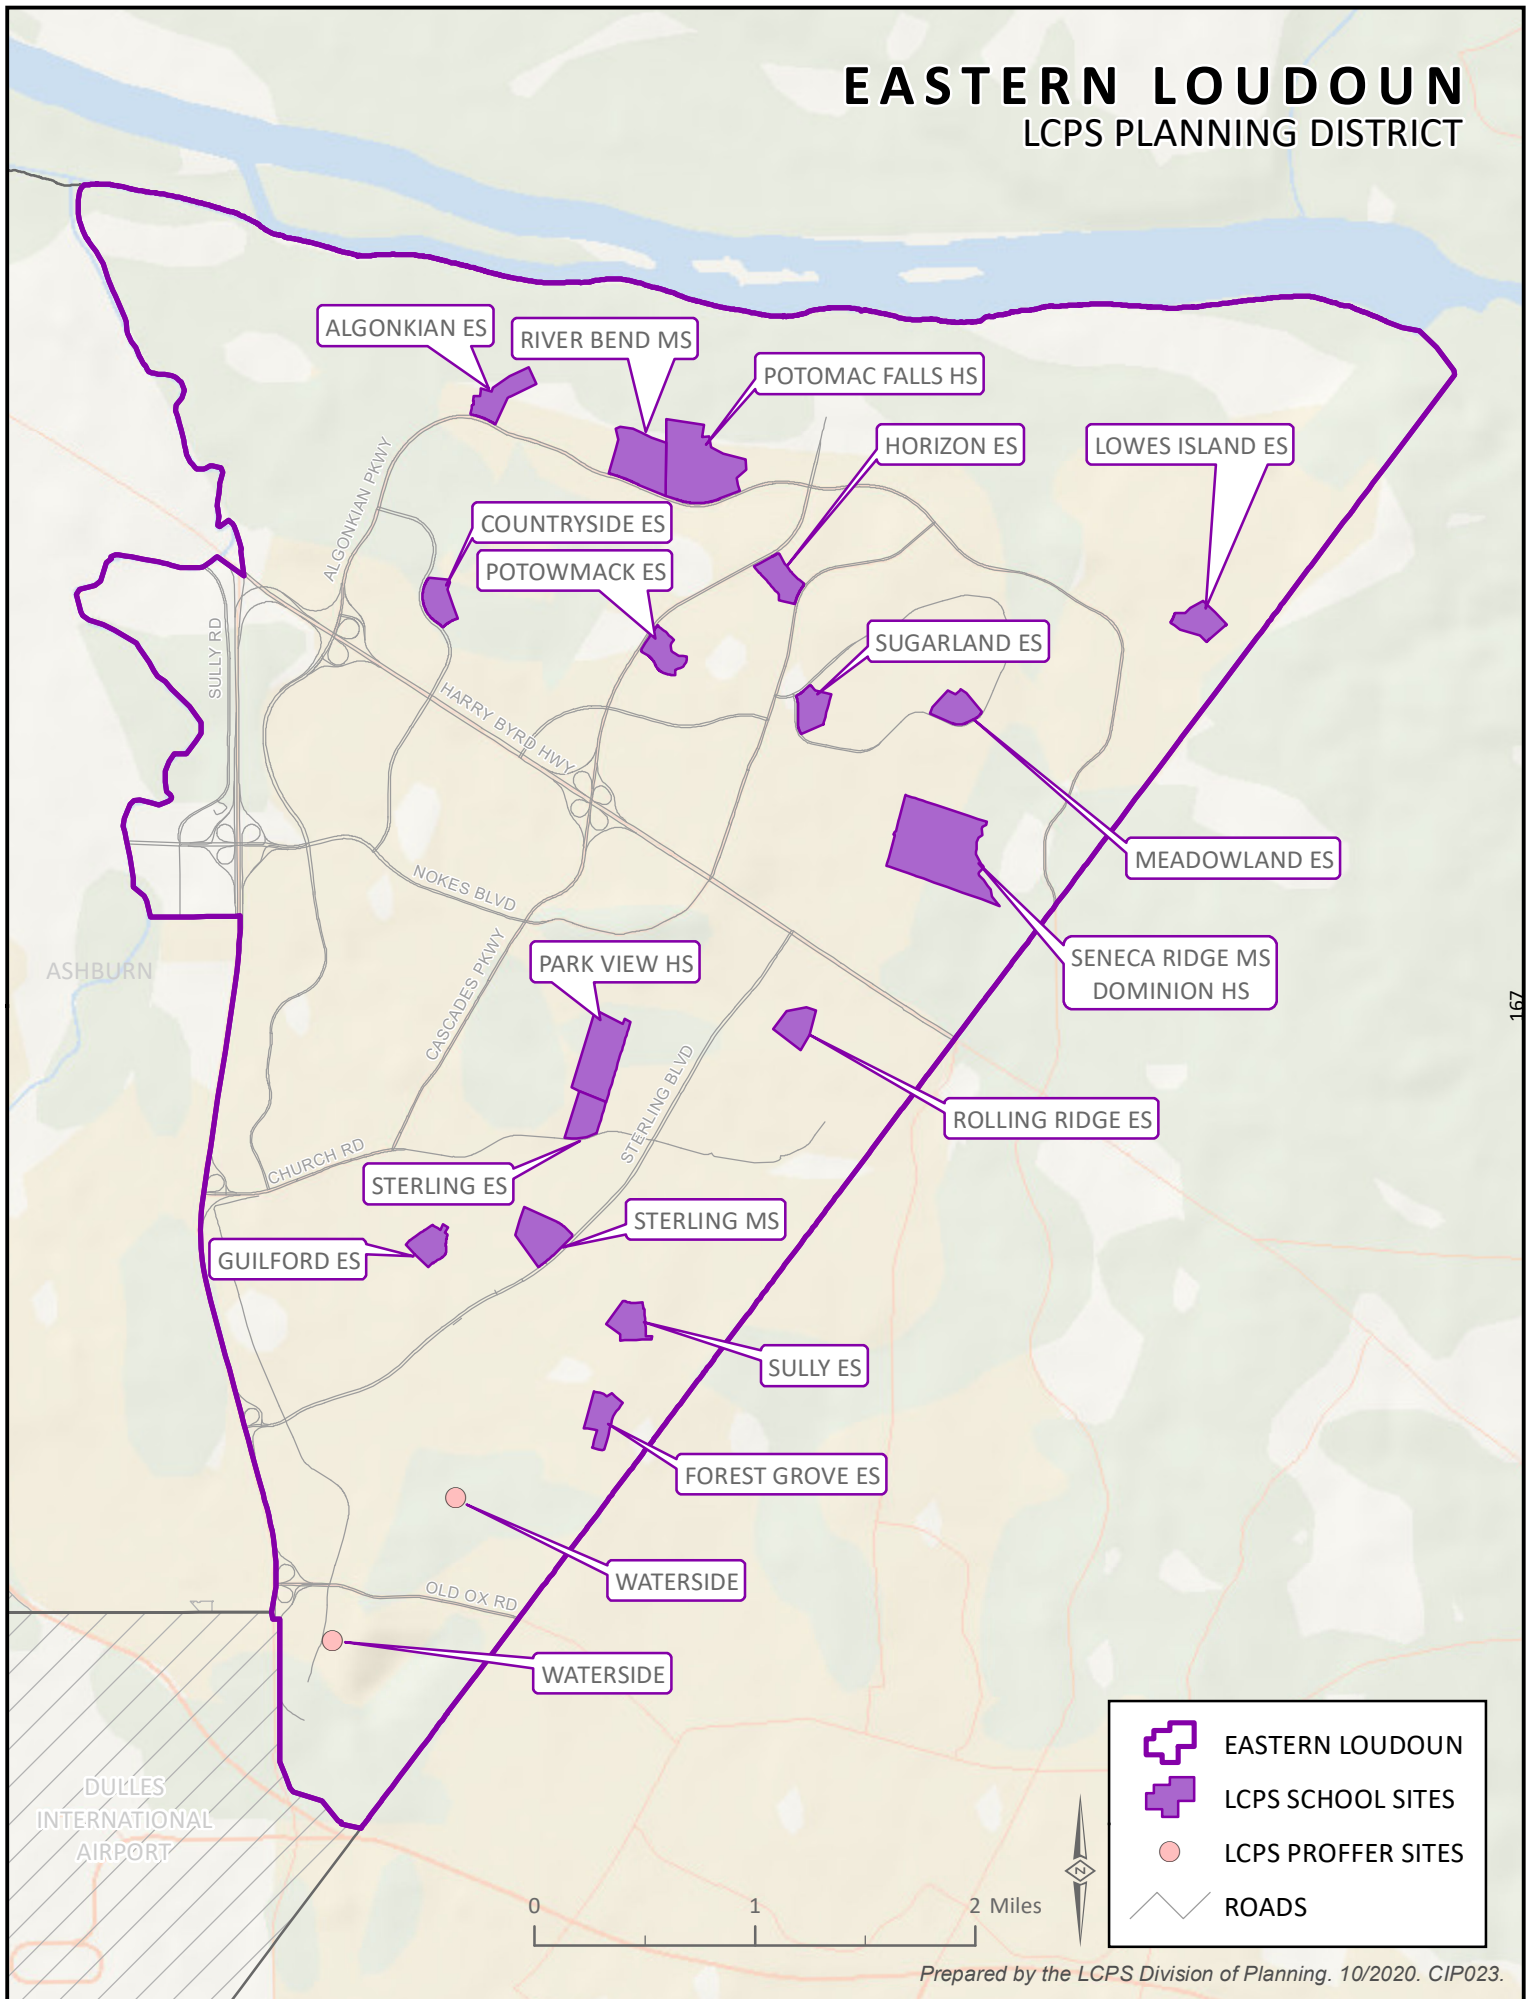 EASTERN LOUDOUN
LCPS PLANNING DISTRICT
ALGONKIAN ES
RIVER BEND MS
POTOMAC FALLS HS
HORIZON ES
LOWES ISLAND ES
ALGONKIAN PKWY
COUNTRYSIDE ES
POTOWMACK ES
SULLY RD
SUGARLAND ES
HARRY BYRD HWY
MEADOWLAND ES
NOKES BLVD
ASHBURN
PARK VIEW HS
CASCADES PKWY
SENECA RIDGE MS
DOMINION HS
167
STERLING BLVD
ROLLING RIDGE ES
CHURCH RD
STERLING ES
STERLING MS
GUILFORD ES
SULLY ES
FOREST GROVE ES
WATERSIDE
OLD OX RD
WATERSIDE
DULLES
INTERNATIONAL
AIRPORT
EASTERN LOUDOUN
LCPS SCHOOL SITES
LCPS PROFFER SITES
ROADS
N
0 1 2 Miles
Prepared by the LCPS Division of Planning. 10/2020. CIP023.